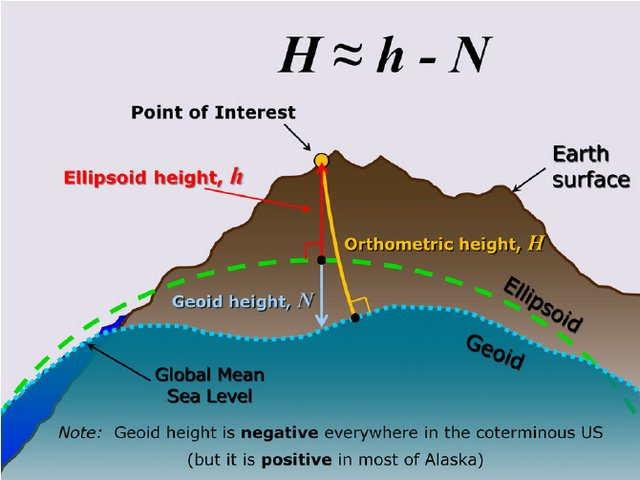 H ≈ h - N
Point of Interest
Earth
surface
Ellipsoid height, h
Orthometric height, H
Geoid height, N
Ellipsoid
Geoid
Global Mean
Sea Level
Note: Geoid height is negative everywhere in the coterminous US
(but it is positive in most of Alaska)